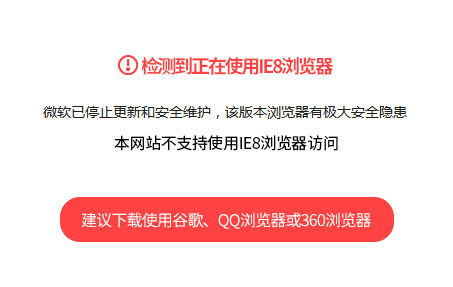 检测到正在使用IE8浏览器
微软已停止更新和安全维护，该版本浏览器有极大安全隐患
本网站不支持使用IE8浏览器访问
建议下载使用谷歌、QQ浏览器或360浏览器